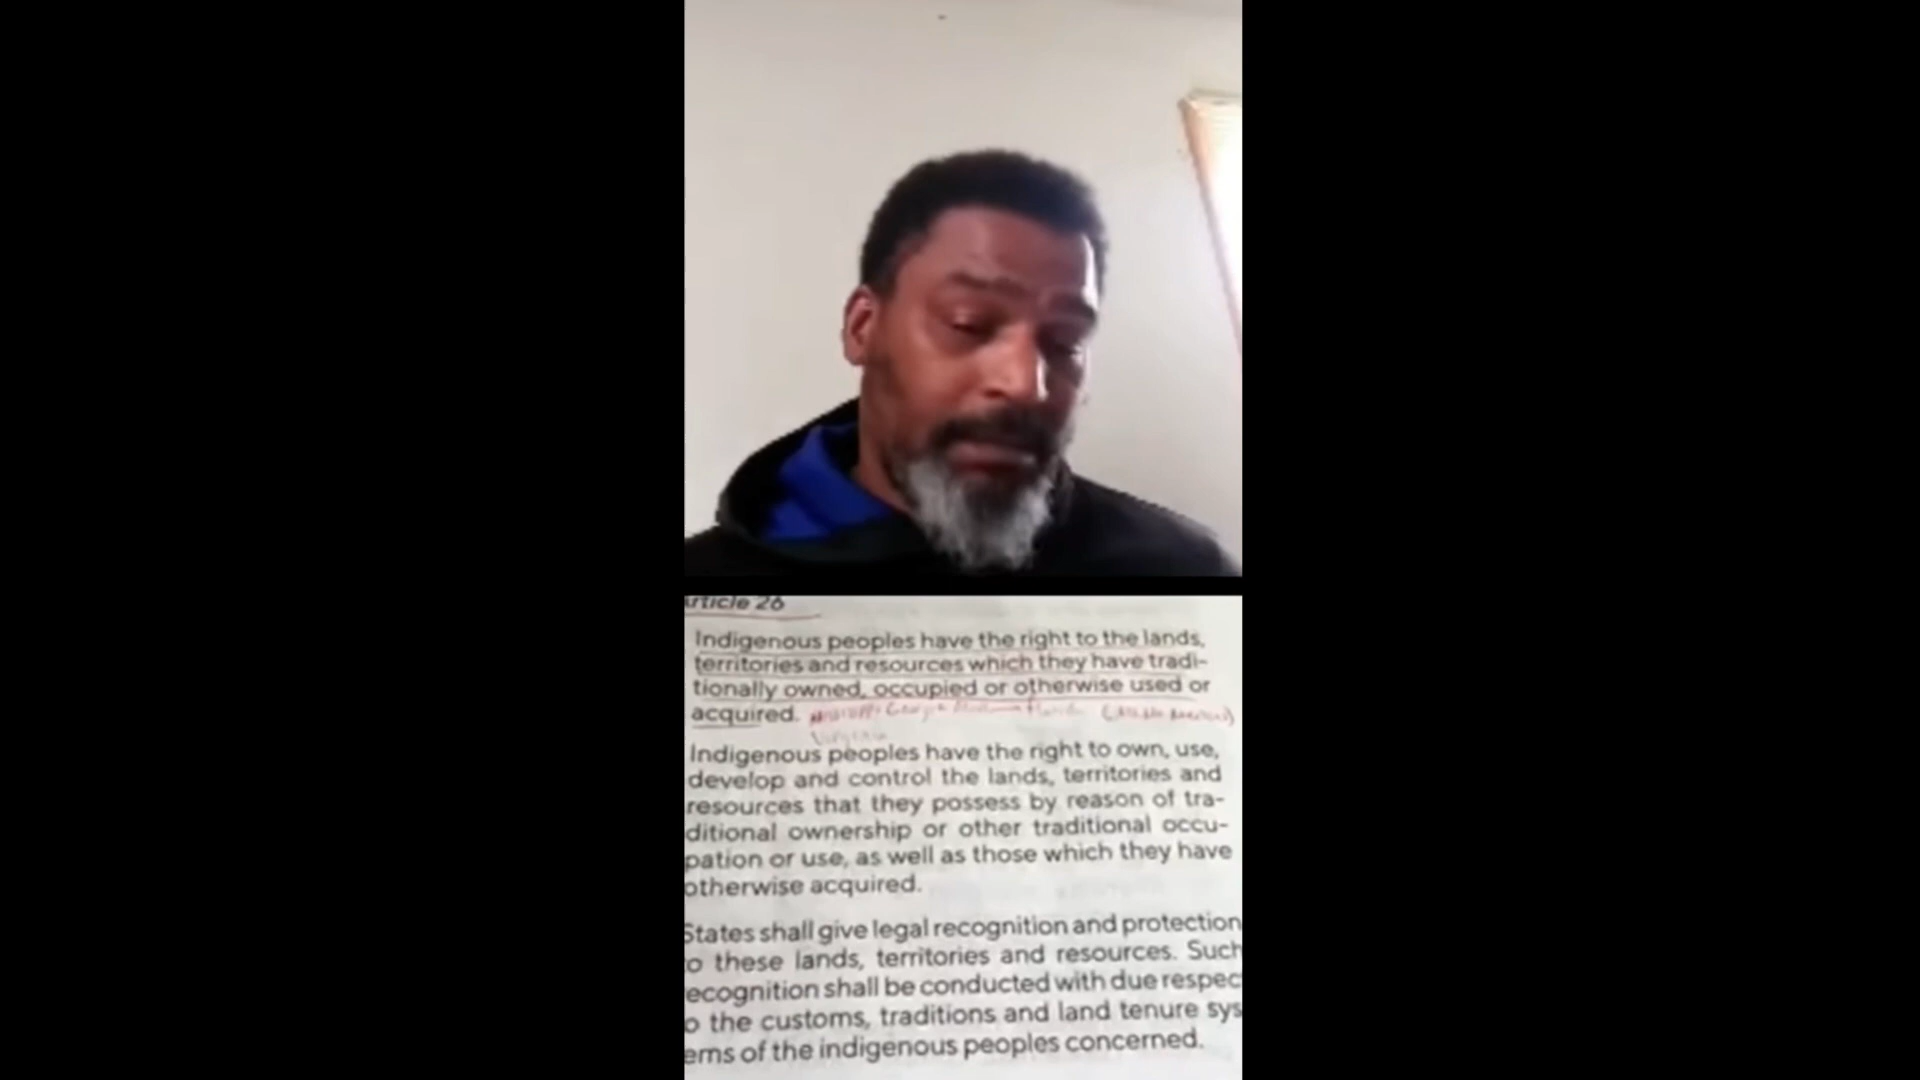 Article 26
Indigenous peoples have the right to the lands,
territories and resources which they have tradi-
tionally owned, occupied or otherwise used or
acquired. Georgia
Virginia
Indigenous peoples have the right to own, use,
develop and control the lands, territories and
resources that they possess by reason of tra-
ditional ownership or other traditional occu-
pation or use, as well as those which they have
otherwise acquired.
States shall give legal recognition and protection
o these lands, territories and resources. Such
ecognition shall be conducted with due respec
o the customs, traditions and land tenure sys
ems of the indigenous peoples concerned.